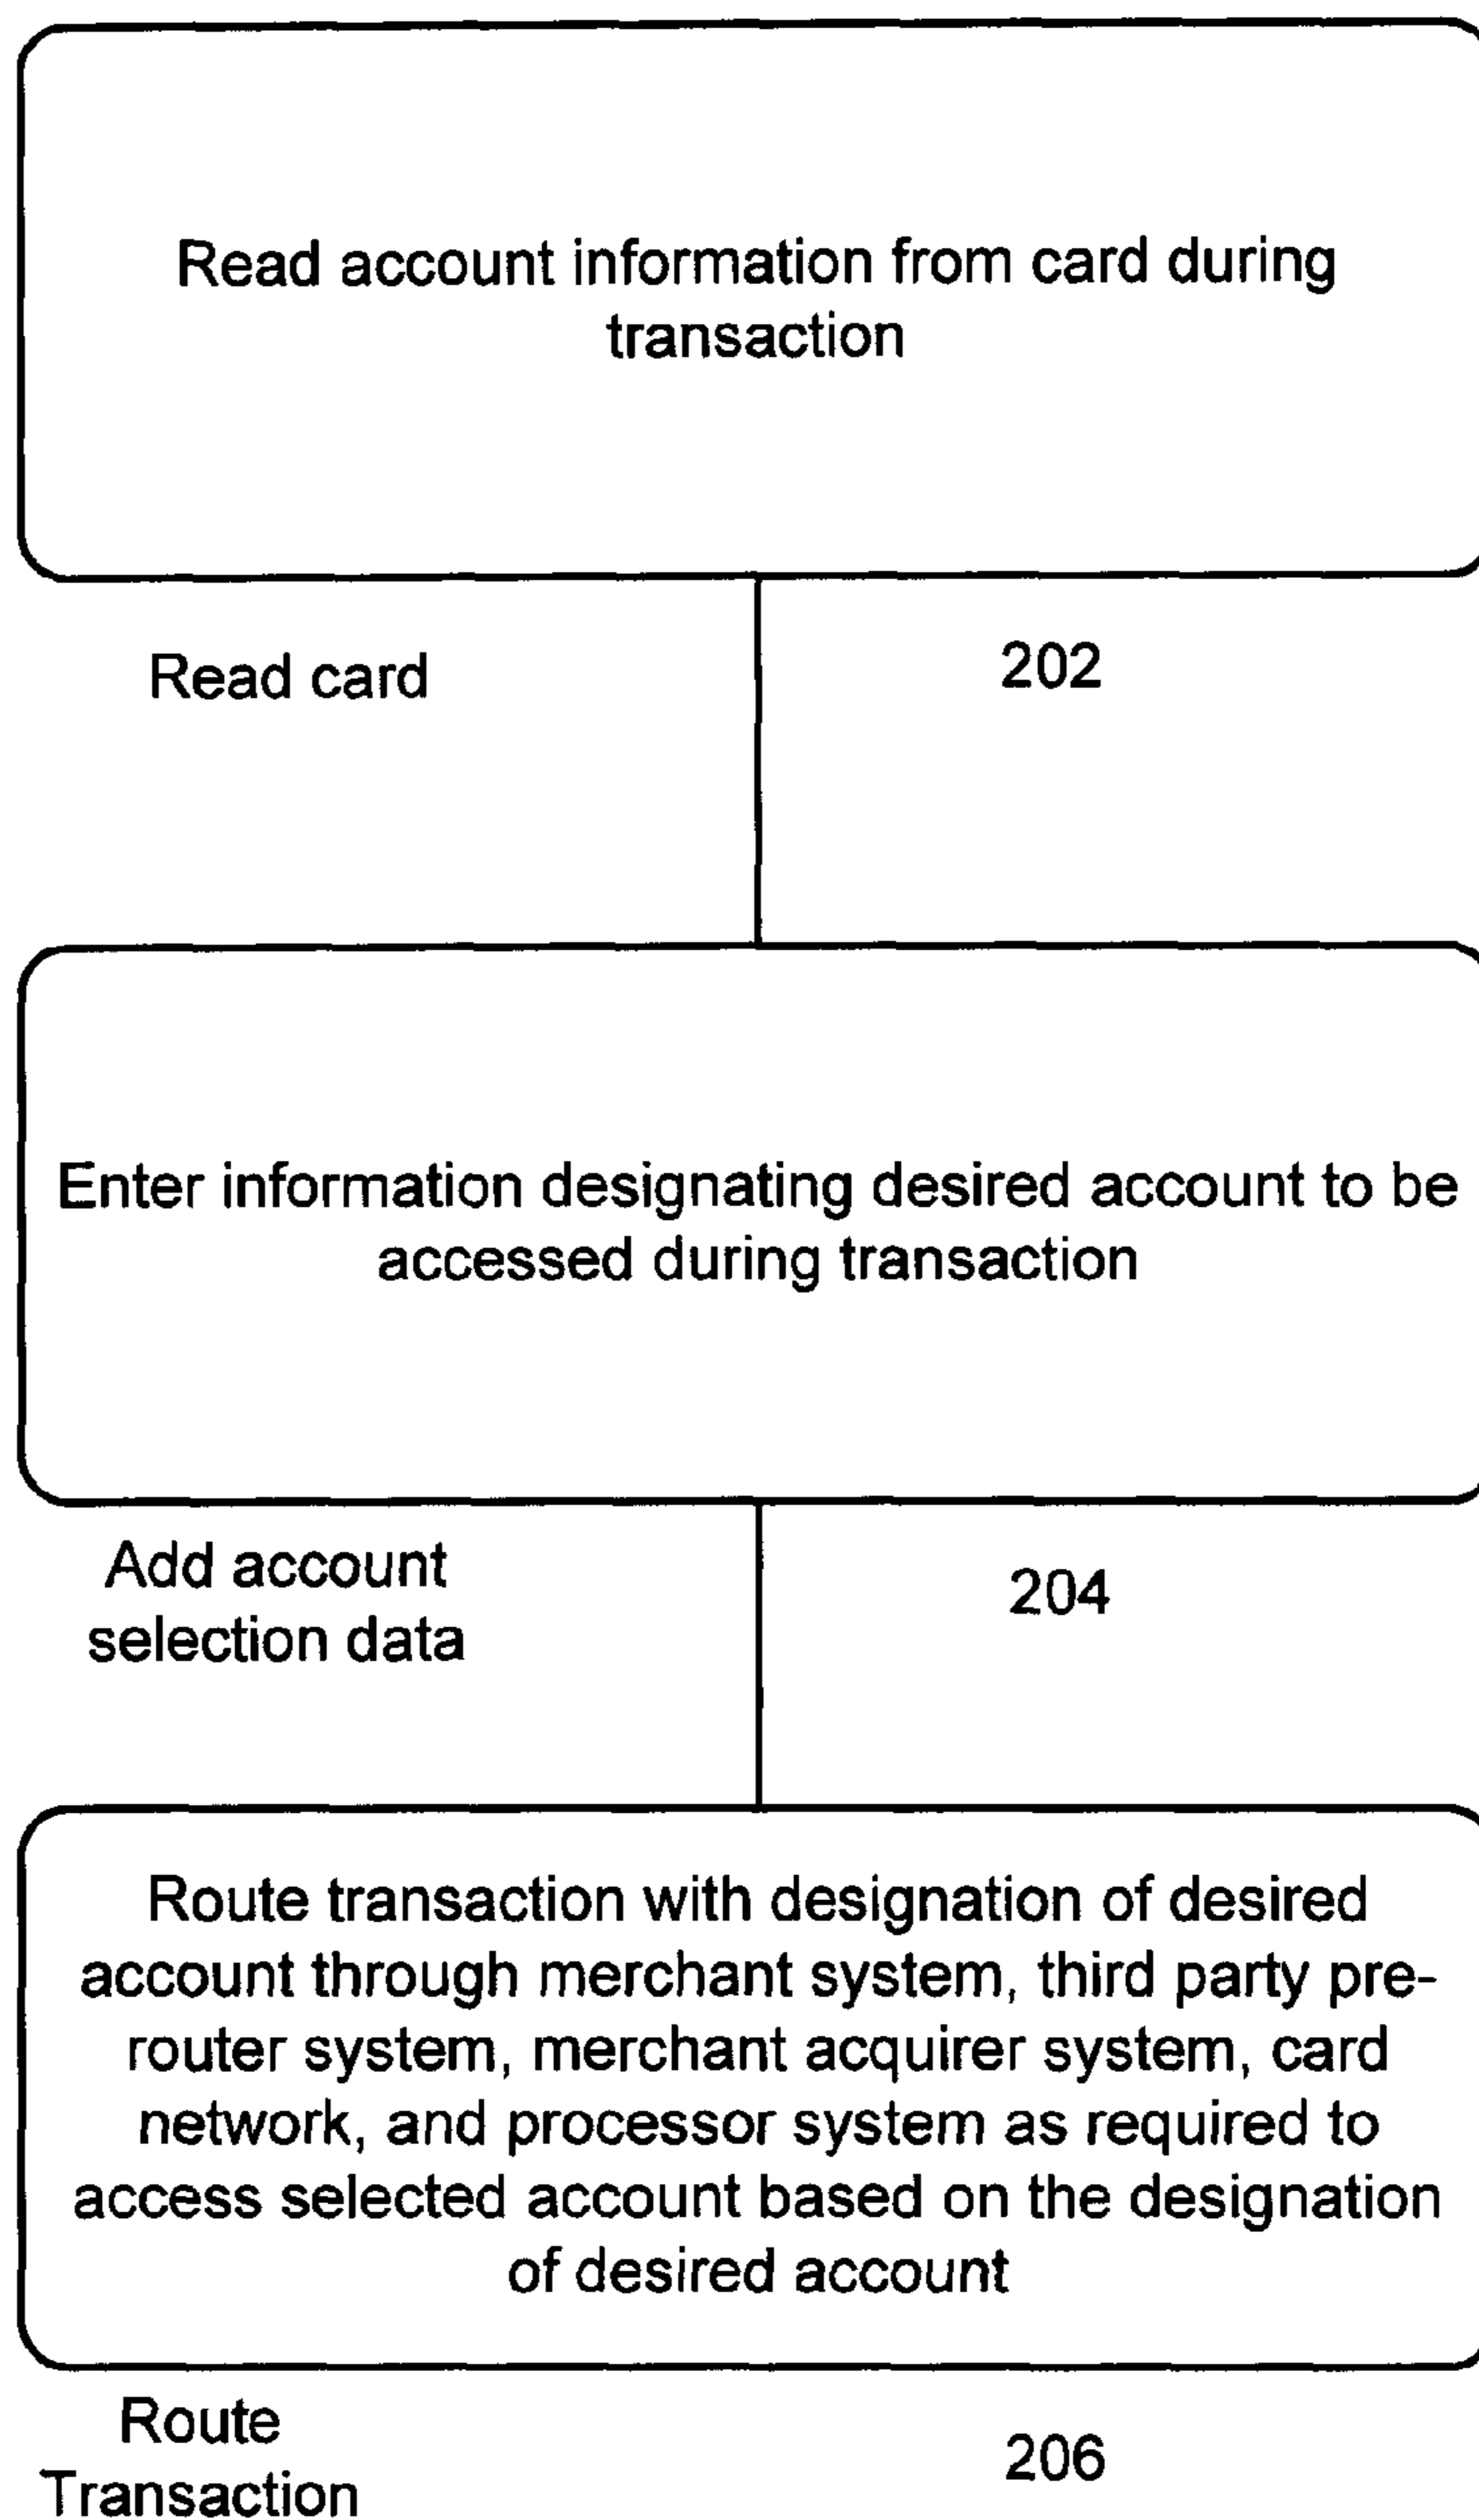 Read account information from card during
transaction
Read card
202
Enter information designating desired account to be
accessed during transaction
Add account
selection data
204
Route transaction with designation of desired
account through merchant system, third party pre-
router system, merchant acquirer system, card
network, and processor system as required to
access selected account based on the designation
of desired account
Route
Transaction
206